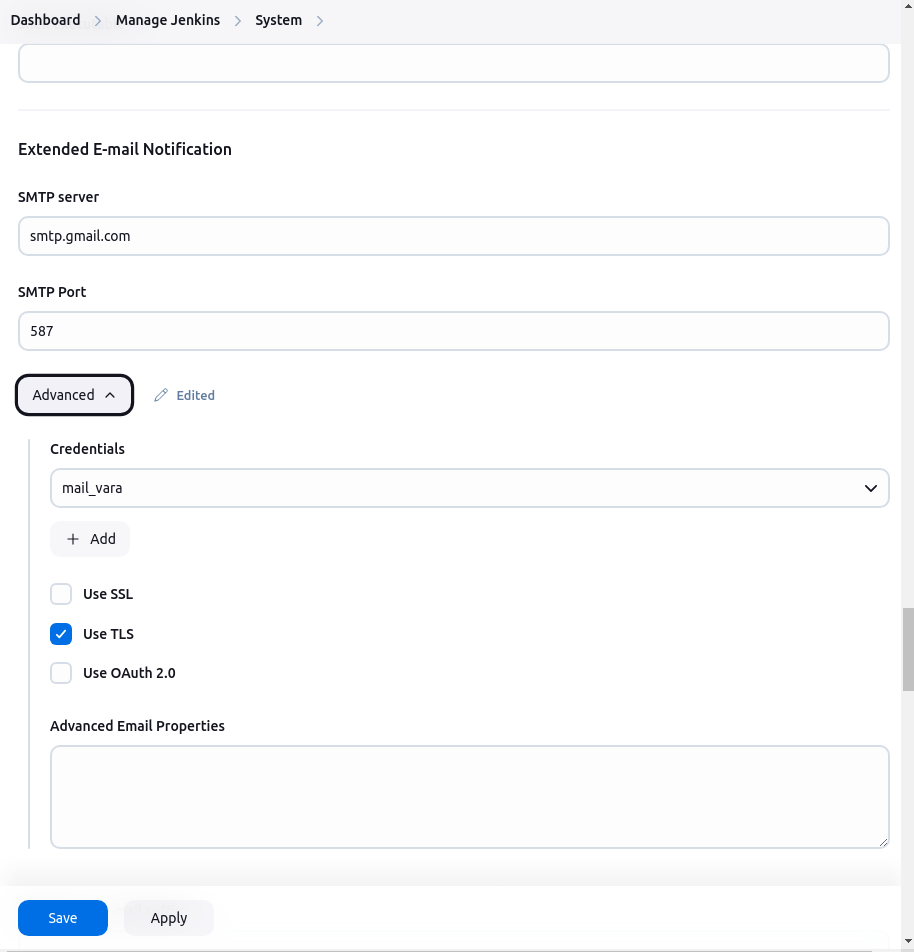 Dashboard > Manage Jenkins > System >
Extended E-mail Notification
SMTP server
smtp.gmail.com
SMTP Port
587
Advanced Edited
Credentials
mail_vara
+ Add
Use SSL
Use TLS
Use OAuth 2.0
Advanced Email Properties
Save Apply